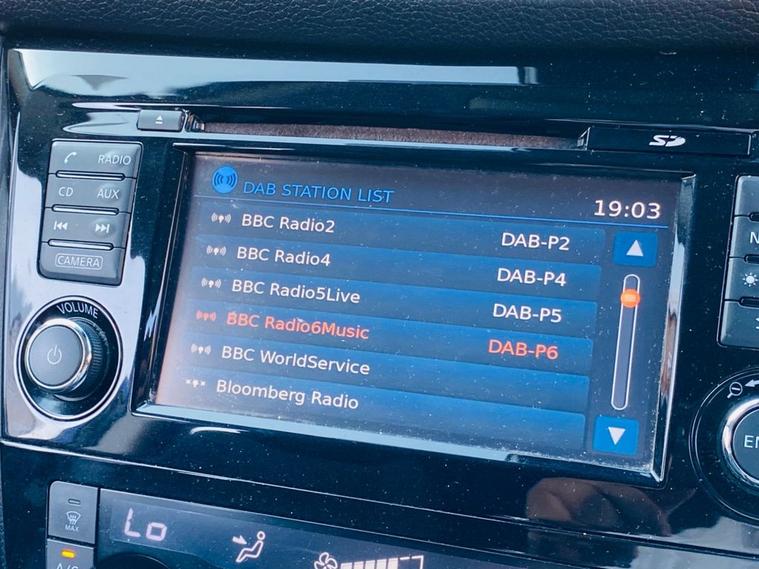 SD
RADIO
CD AUX
CAMERA
VOLUME
DAB STATION LIST 19:03
BBC Radio2 DAB-P2
BBC Radio4 DAB-P4
BBC Radio5Live DAB-P5
BBC Radio6Music DAB-P6
BBC WorldService
Bloomberg Radio
MAX
Lo